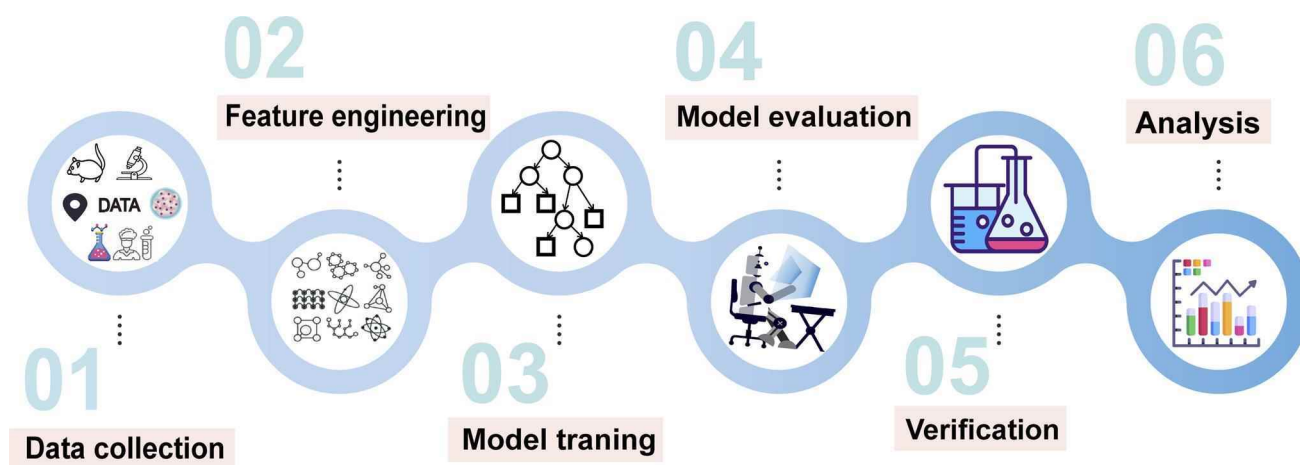 01
Data collection
DATA
02
Feature engineering
03
Model traning
04
Model evaluation
05
Verification
06
Analysis